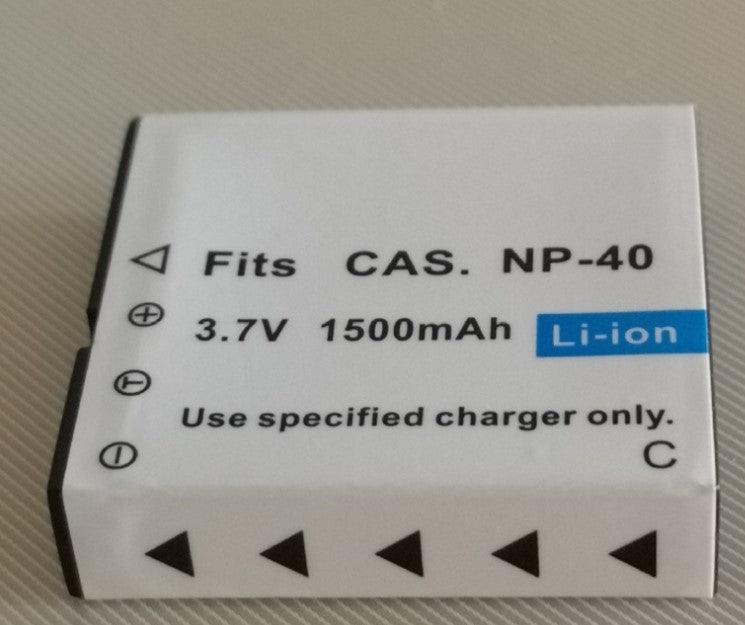 Fits CAS. NP-40
+ 3.7V 1500mAh Li-ion
T
Use specified charger only.
– C